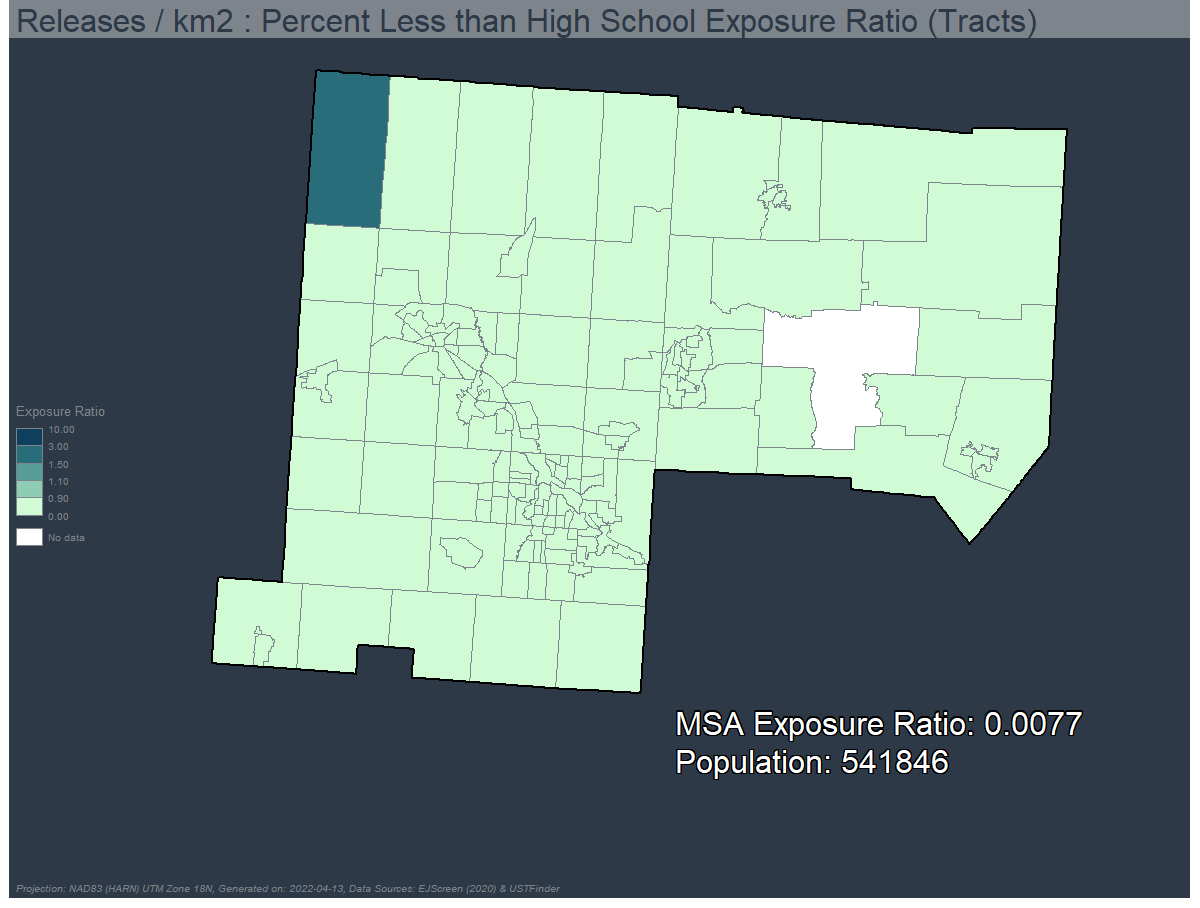 Releases / km2 : Percent Less than High School Exposure Ratio (Tracts)
Exposure Ratio
10.00
3.00
1.50
1.10
0.90
0.00
No data
MSA Exposure Ratio: 0.0077
Population: 541846
Projection: NAD83 (HARN) UTM Zone 18N, Generated on: 2022-04-13, Data Sources: EJScreen (2020) & USTFinder